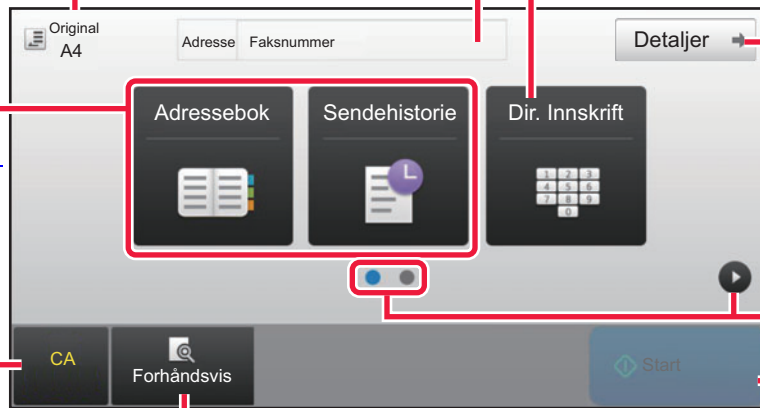 Original
A4
Adresse Faksnummer
Detaljer
Adressebok
Sendehistorie
Dir. Innskrift
1 2 3
4 5 6
7 8 9
0
CA
Forhåndsvis
Start